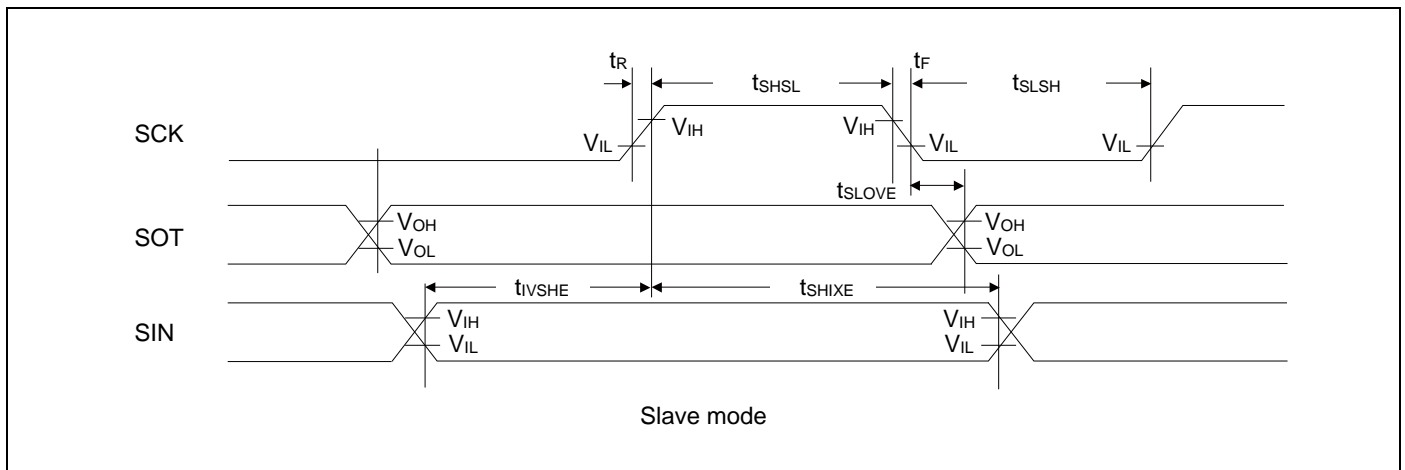 tR tF
tSHSL tSLSH
SCK VIL VIH VIH VIL VIL
tSLOVE
SOT VOH VOL VOH VOL
tIVSHE tSHIXE
SIN VIH VIL VIH VIL
Slave mode